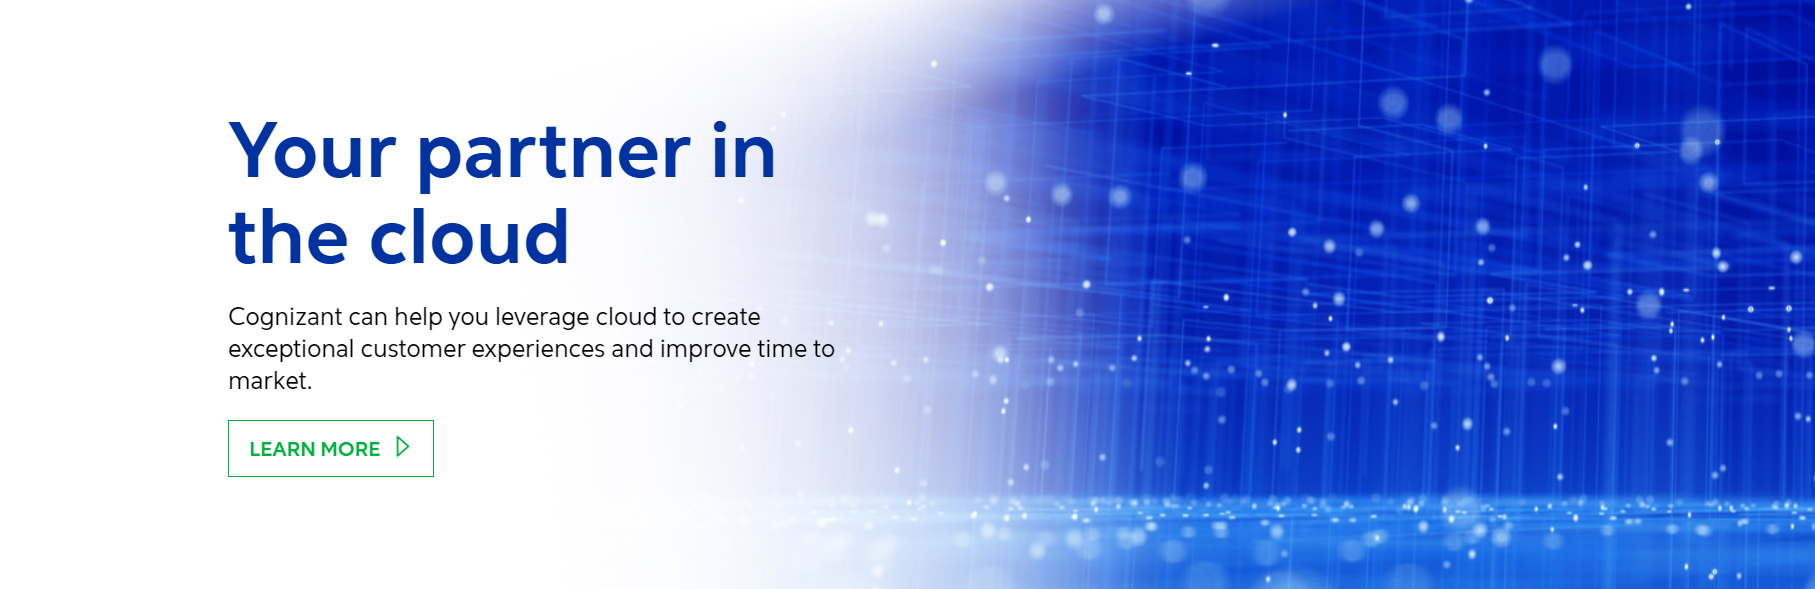 Your partner in
the cloud
Cognizant can help you leverage cloud to create
exceptional customer experiences and improve time to
market.
LEARN MORE